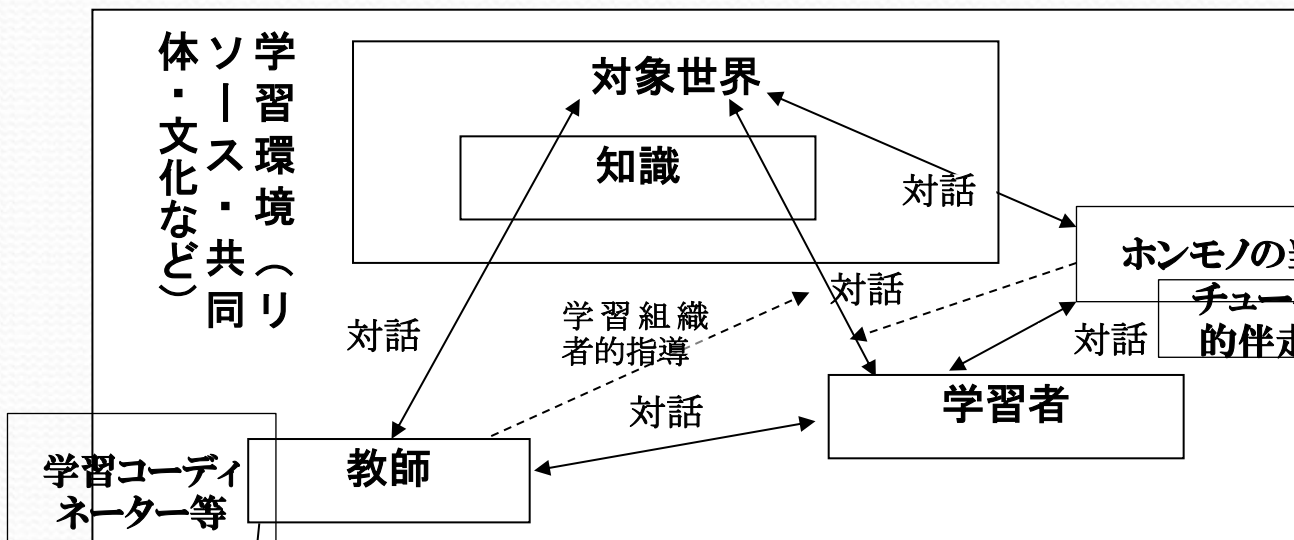 学習環境（リ
ソース・共同
体・文化など）
対象世界
知識
対話
ホンモノの
対話
チュー
的伴走
学習組織
者的指導
対話
対話
対話
学習者
教師
学習コーディ
ネーター等